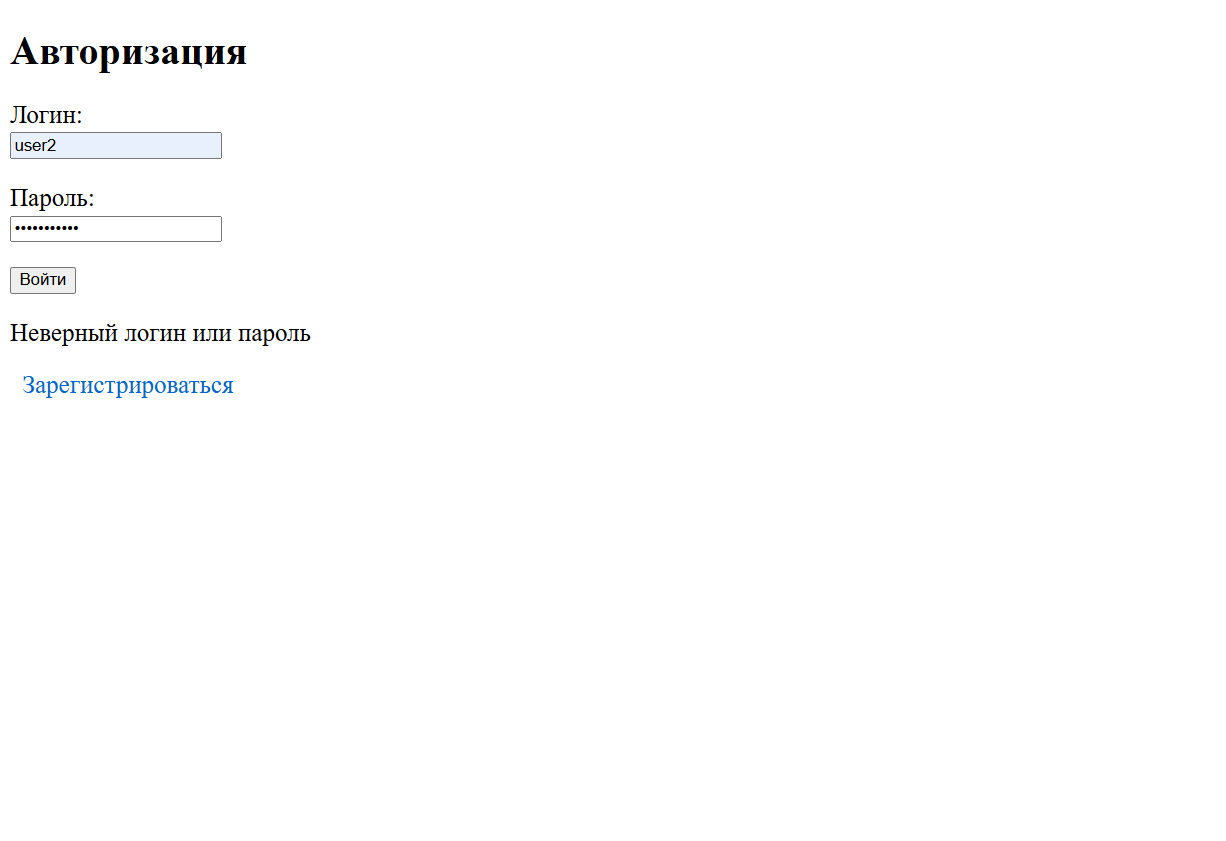 Авторизация
Логин:
user2
Пароль:
•••••••••••
Войти
Неверный логин или пароль
Зарегистрироваться